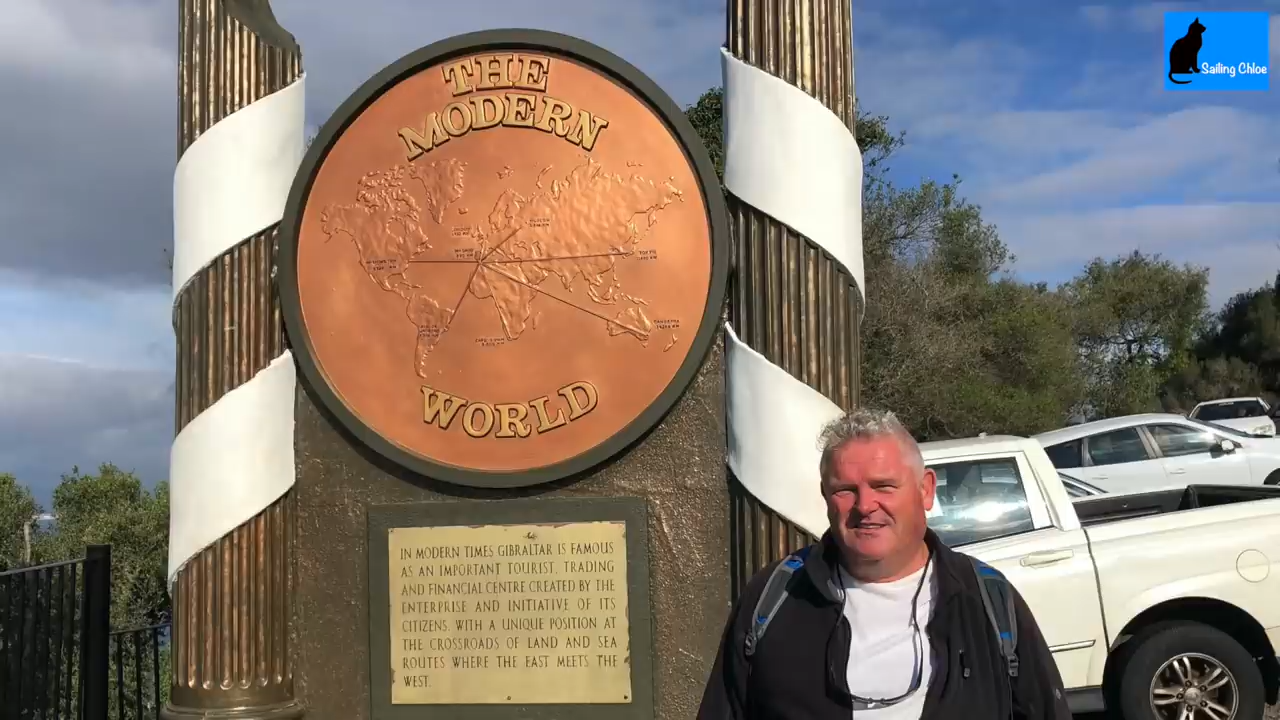 Sailing Chloe
THE
MODERN
WORLD
IN MODERN TIMES GIBRALTAR IS FAMOUS
AS AN IMPORTANT TOURIST, TRADING
AND FINANCIAL CENTRE CREATED BY THE
ENTERPRISE AND INITIATIVE OF ITS
CITIZENS, WITH A UNIQUE POSITION AT
THE CROSSROADS OF LAND AND SEA
ROUTES WHERE THE EAST MEETS THE
WEST.